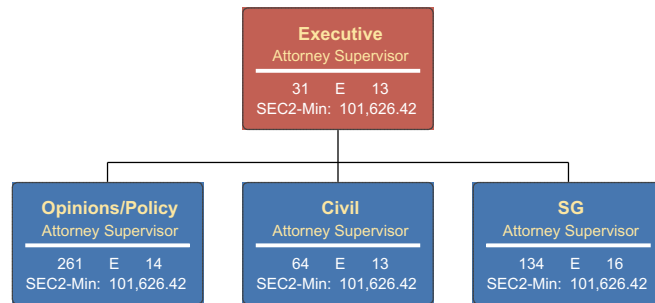 Executive
Attorney Supervisor
31 E 13
SEC2-Min: 101,626.42
Opinions/Policy
Attorney Supervisor
261 E 14
SEC2-Min: 101,626.42
Civil
Attorney Supervisor
64 E 13
SEC2-Min: 101,626.42
SG
Attorney Supervisor
134 E 16
SEC2-Min: 101,626.42